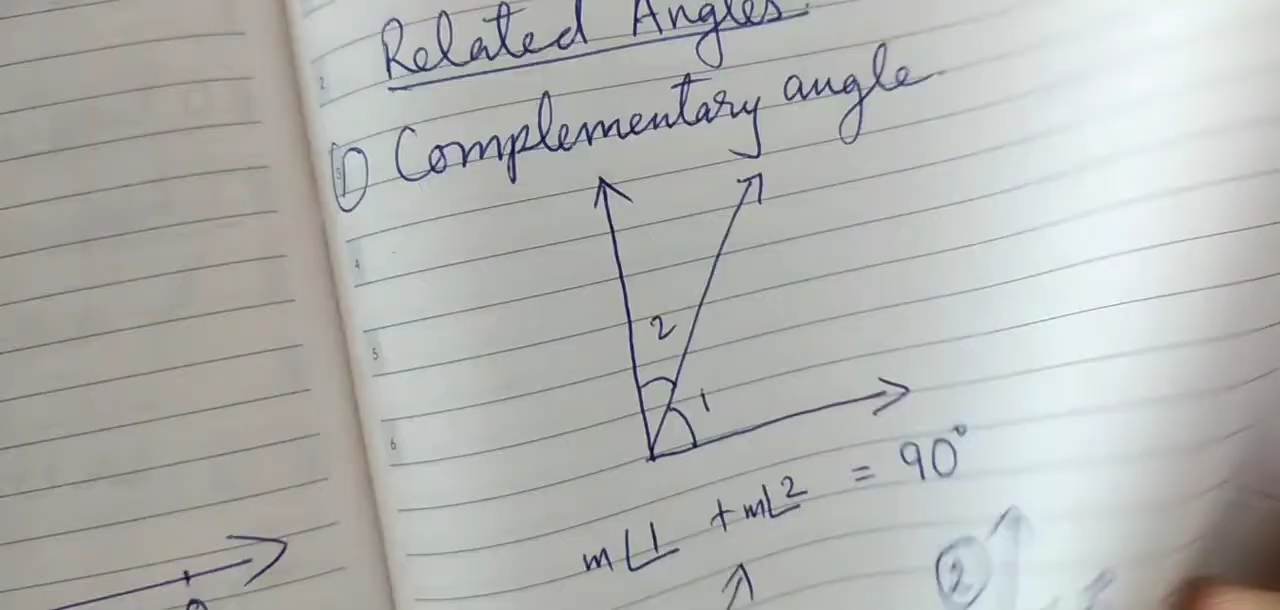 Related Angles.
① Complementary angle
2
1
m∠1 + m∠2 = 90°
②